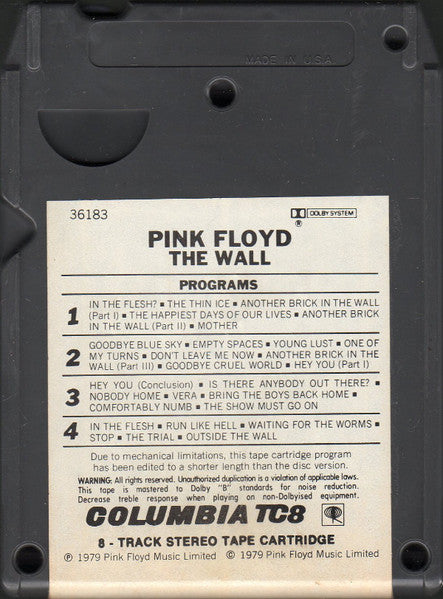 MADE IN U.S.A.
36183 DOLBY SYSTEM
®
PINK FLOYD
THE WALL
PROGRAMS
1 IN THE FLESH? ■ THE THIN ICE ■ ANOTHER BRICK IN THE WALL
(Part I) ■ THE HAPPIEST DAYS OF OUR LIVES ■ ANOTHER BRICK
IN THE WALL (Part II) ■ MOTHER
2 GOODBYE BLUE SKY ■ EMPTY SPACES ■ YOUNG LUST ■ ONE OF
MY TURNS ■ DON'T LEAVE ME NOW ■ ANOTHER BRICK IN THE
WALL (Part III) ■ GOODBYE CRUEL WORLD ■ HEY YOU (Part I)
3 HEY YOU (Conclusion) ■ IS THERE ANYBODY OUT THERE? ■
NOBODY HOME ■ VERA ■ BRING THE BOYS BACK HOME ■
COMFORTABLY NUMB ■ THE SHOW MUST GO ON
4 IN THE FLESH ■ RUN LIKE HELL ■ WAITING FOR THE WORMS ■
STOP ■ THE TRIAL ■ OUTSIDE THE WALL
Due to mechanical limitations, this tape cartridge program
has been edited to a shorter length than the disc version.
WARNING: All rights reserved. Unauthorized duplication is a violation of applicable laws.
This tape is mastered to Dolby "B" standards for noise reduction.
Decrease treble response when playing on non-Dolbyised equipment.
COLUMBIA TC8
8 - TRACK STEREO TAPE CARTRIDGE
℗ 1979 Pink Floyd Music Limited © 1979 Pink Floyd Music Limited